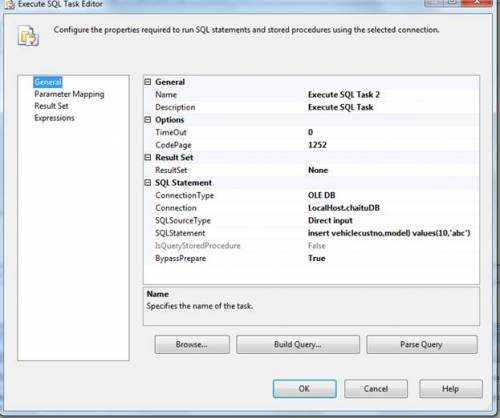 Execute SQL Task Editor
Configure the properties required to run SQL statements and stored procedures using the selected connection.
General
Parameter Mapping
Result Set
Expressions
General
Name Execute SQL Task 2
Description Execute SQL Task
Options
TimeOut 0
CodePage 1252
Result Set
ResultSet None
SQL Statement
ConnectionType OLE DB
Connection LocalHost.chaituDB
SQLSourceType Direct input
SQLStatement insert vehiclecustno,model) values(10,'abc')
IsQueryStoredProcedure False
BypassPrepare True
Name
Specifies the name of the task.
Browse... Build Query... Parse Query
OK Cancel Help